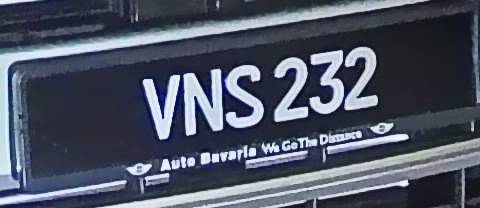 VNS 232
Auto Bavaria We Go The Distance